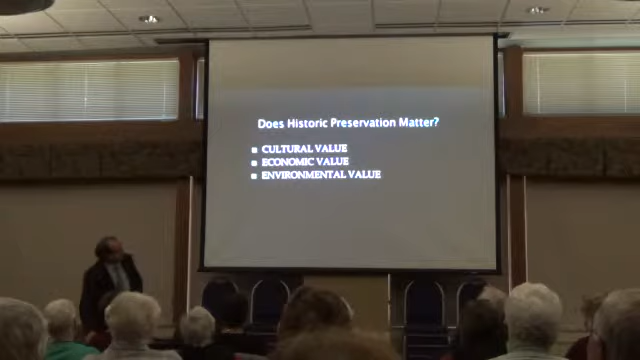 Does Historic Preservation Matter?
CULTURAL VALUE
ECONOMIC VALUE
ENVIRONMENTAL VALUE